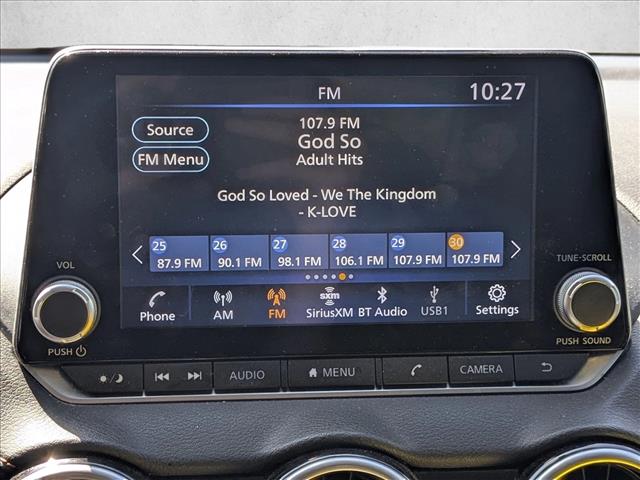 FM
10:27
Source
107.9 FM
God So
FM Menu
Adult Hits
God So Loved - We The Kingdom
- K-LOVE
25 26 27 28 29 30
87.9 FM 90.1 FM 98.1 FM 106.1 FM 107.9 FM 107.9 FM
Phone AM FM sxm SiriusXM BT Audio USB1 Settings
VOL
PUSH
TUNE-SCROLL
PUSH SOUND
AUDIO MENU CAMERA